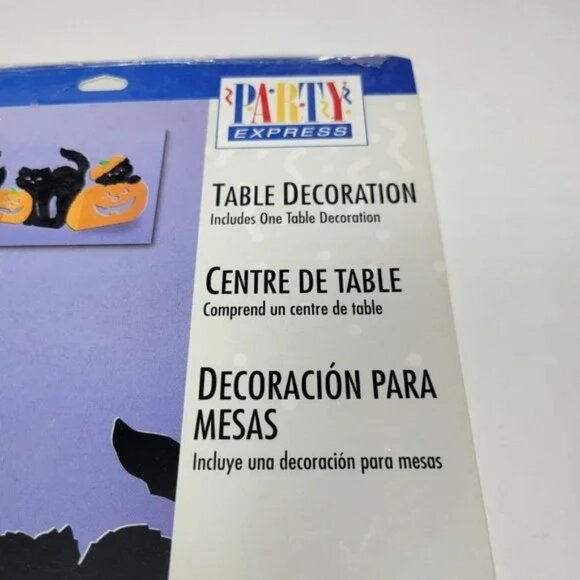 PARTY
EXPRESS
TABLE DECORATION
Includes One Table Decoration
CENTRE DE TABLE
Comprend un centre de table
DECORACIÓN PARA
MESAS
Incluye una decoración para mesas